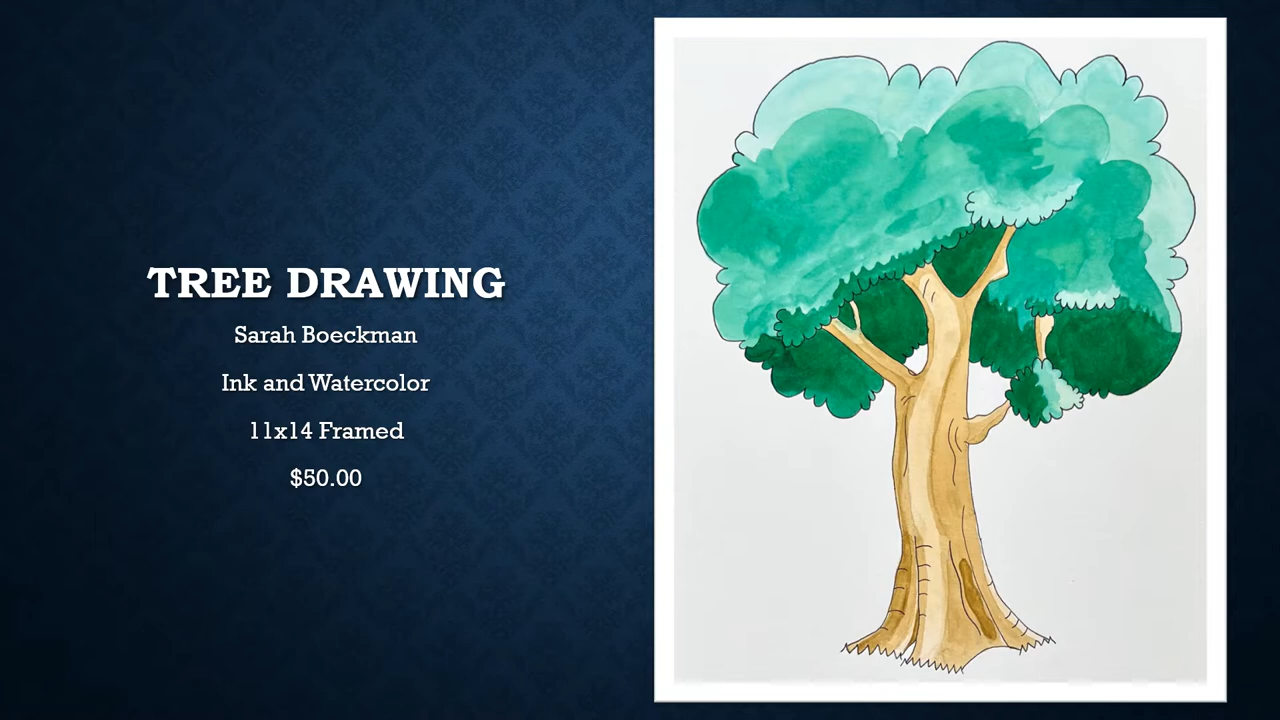 TREE DRAWING
Sarah Boeckman
Ink and Watercolor
11x14 Framed
$50.00